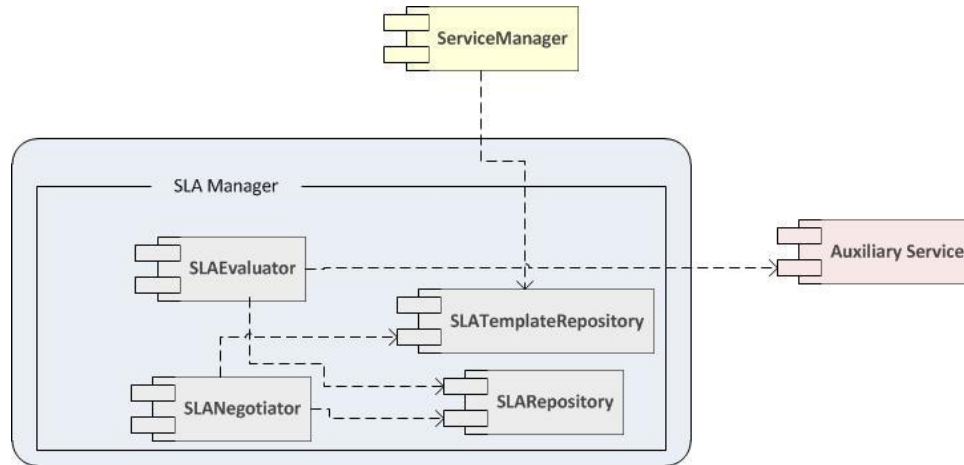 ServiceManager
SLA Manager
SLAEvaluator
Auxiliary Service
SLATemplateRepository
SLANegotiator
SLARepository